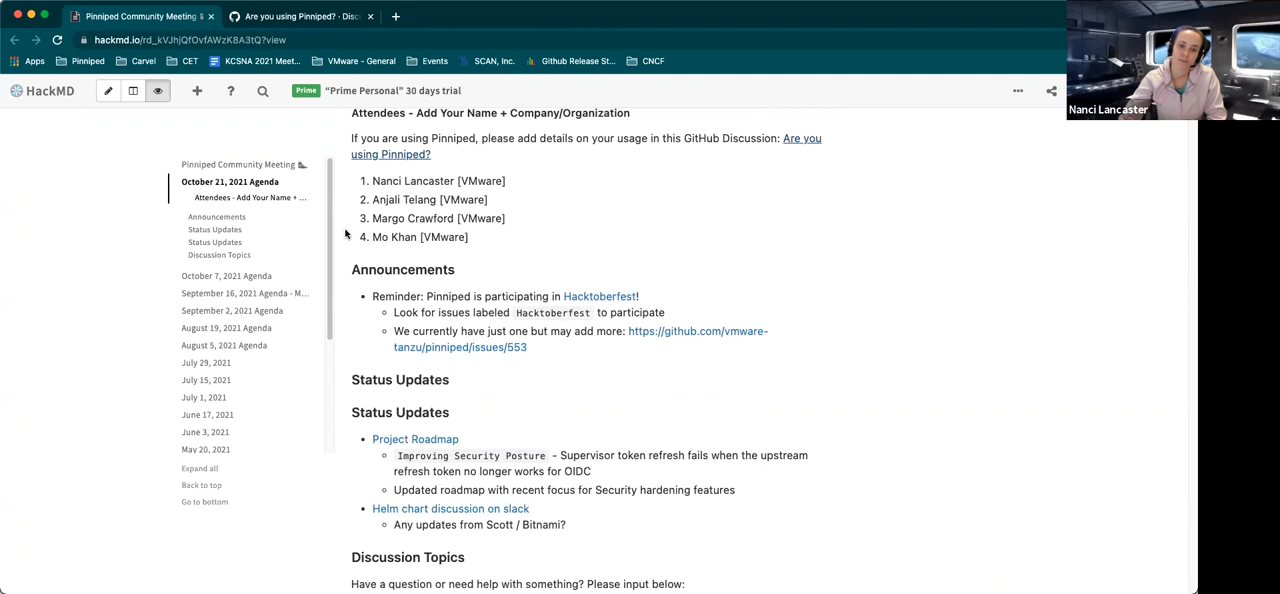 Pinniped Community Meeting
Are you using Pinniped? · Disc
hackmd.io/rd_kVJhjQfOvfAWzK8A3tQ?view
Apps
Pinniped
Carvel
CET
KCSNA 2021 Meet...
VMware - General
Events
SCAN, Inc.
Github Release St...
CNCF
HackMD
Prime
“Prime Personal” 30 days trial
Nanci Lancaster
Pinniped Community Meeting
October 21, 2021 Agenda
Attendees - Add Your Name + ...
Announcements
Status Updates
Status Updates
Discussion Topics
October 7, 2021 Agenda
September 16, 2021 Agenda - M...
September 2, 2021 Agenda
August 19, 2021 Agenda
August 5, 2021 Agenda
July 29, 2021
July 15, 2021
July 1, 2021
June 17, 2021
June 3, 2021
May 20, 2021
Expand all
Back to top
Go to bottom
Attendees - Add Your Name + Company/Organization
If you are using Pinniped, please add details on your usage in this GitHub Discussion: Are you
using Pinniped?
1. Nanci Lancaster [VMware]
2. Anjali Telang [VMware]
3. Margo Crawford [VMware]
4. Mo Khan [VMware]
Announcements
• Reminder: Pinniped is participating in Hacktoberfest!
◦ Look for issues labeled Hacktoberfest to participate
◦ We currently have just one but may add more: https://github.com/vmware-
tanzu/pinniped/issues/553
Status Updates
Status Updates
• Project Roadmap
◦ Improving Security Posture - Supervisor token refresh fails when the upstream
refresh token no longer works for OIDC
◦ Updated roadmap with recent focus for Security hardening features
• Helm chart discussion on slack
◦ Any updates from Scott / Bitnami?
Discussion Topics
Have a question or need help with something? Please input below: